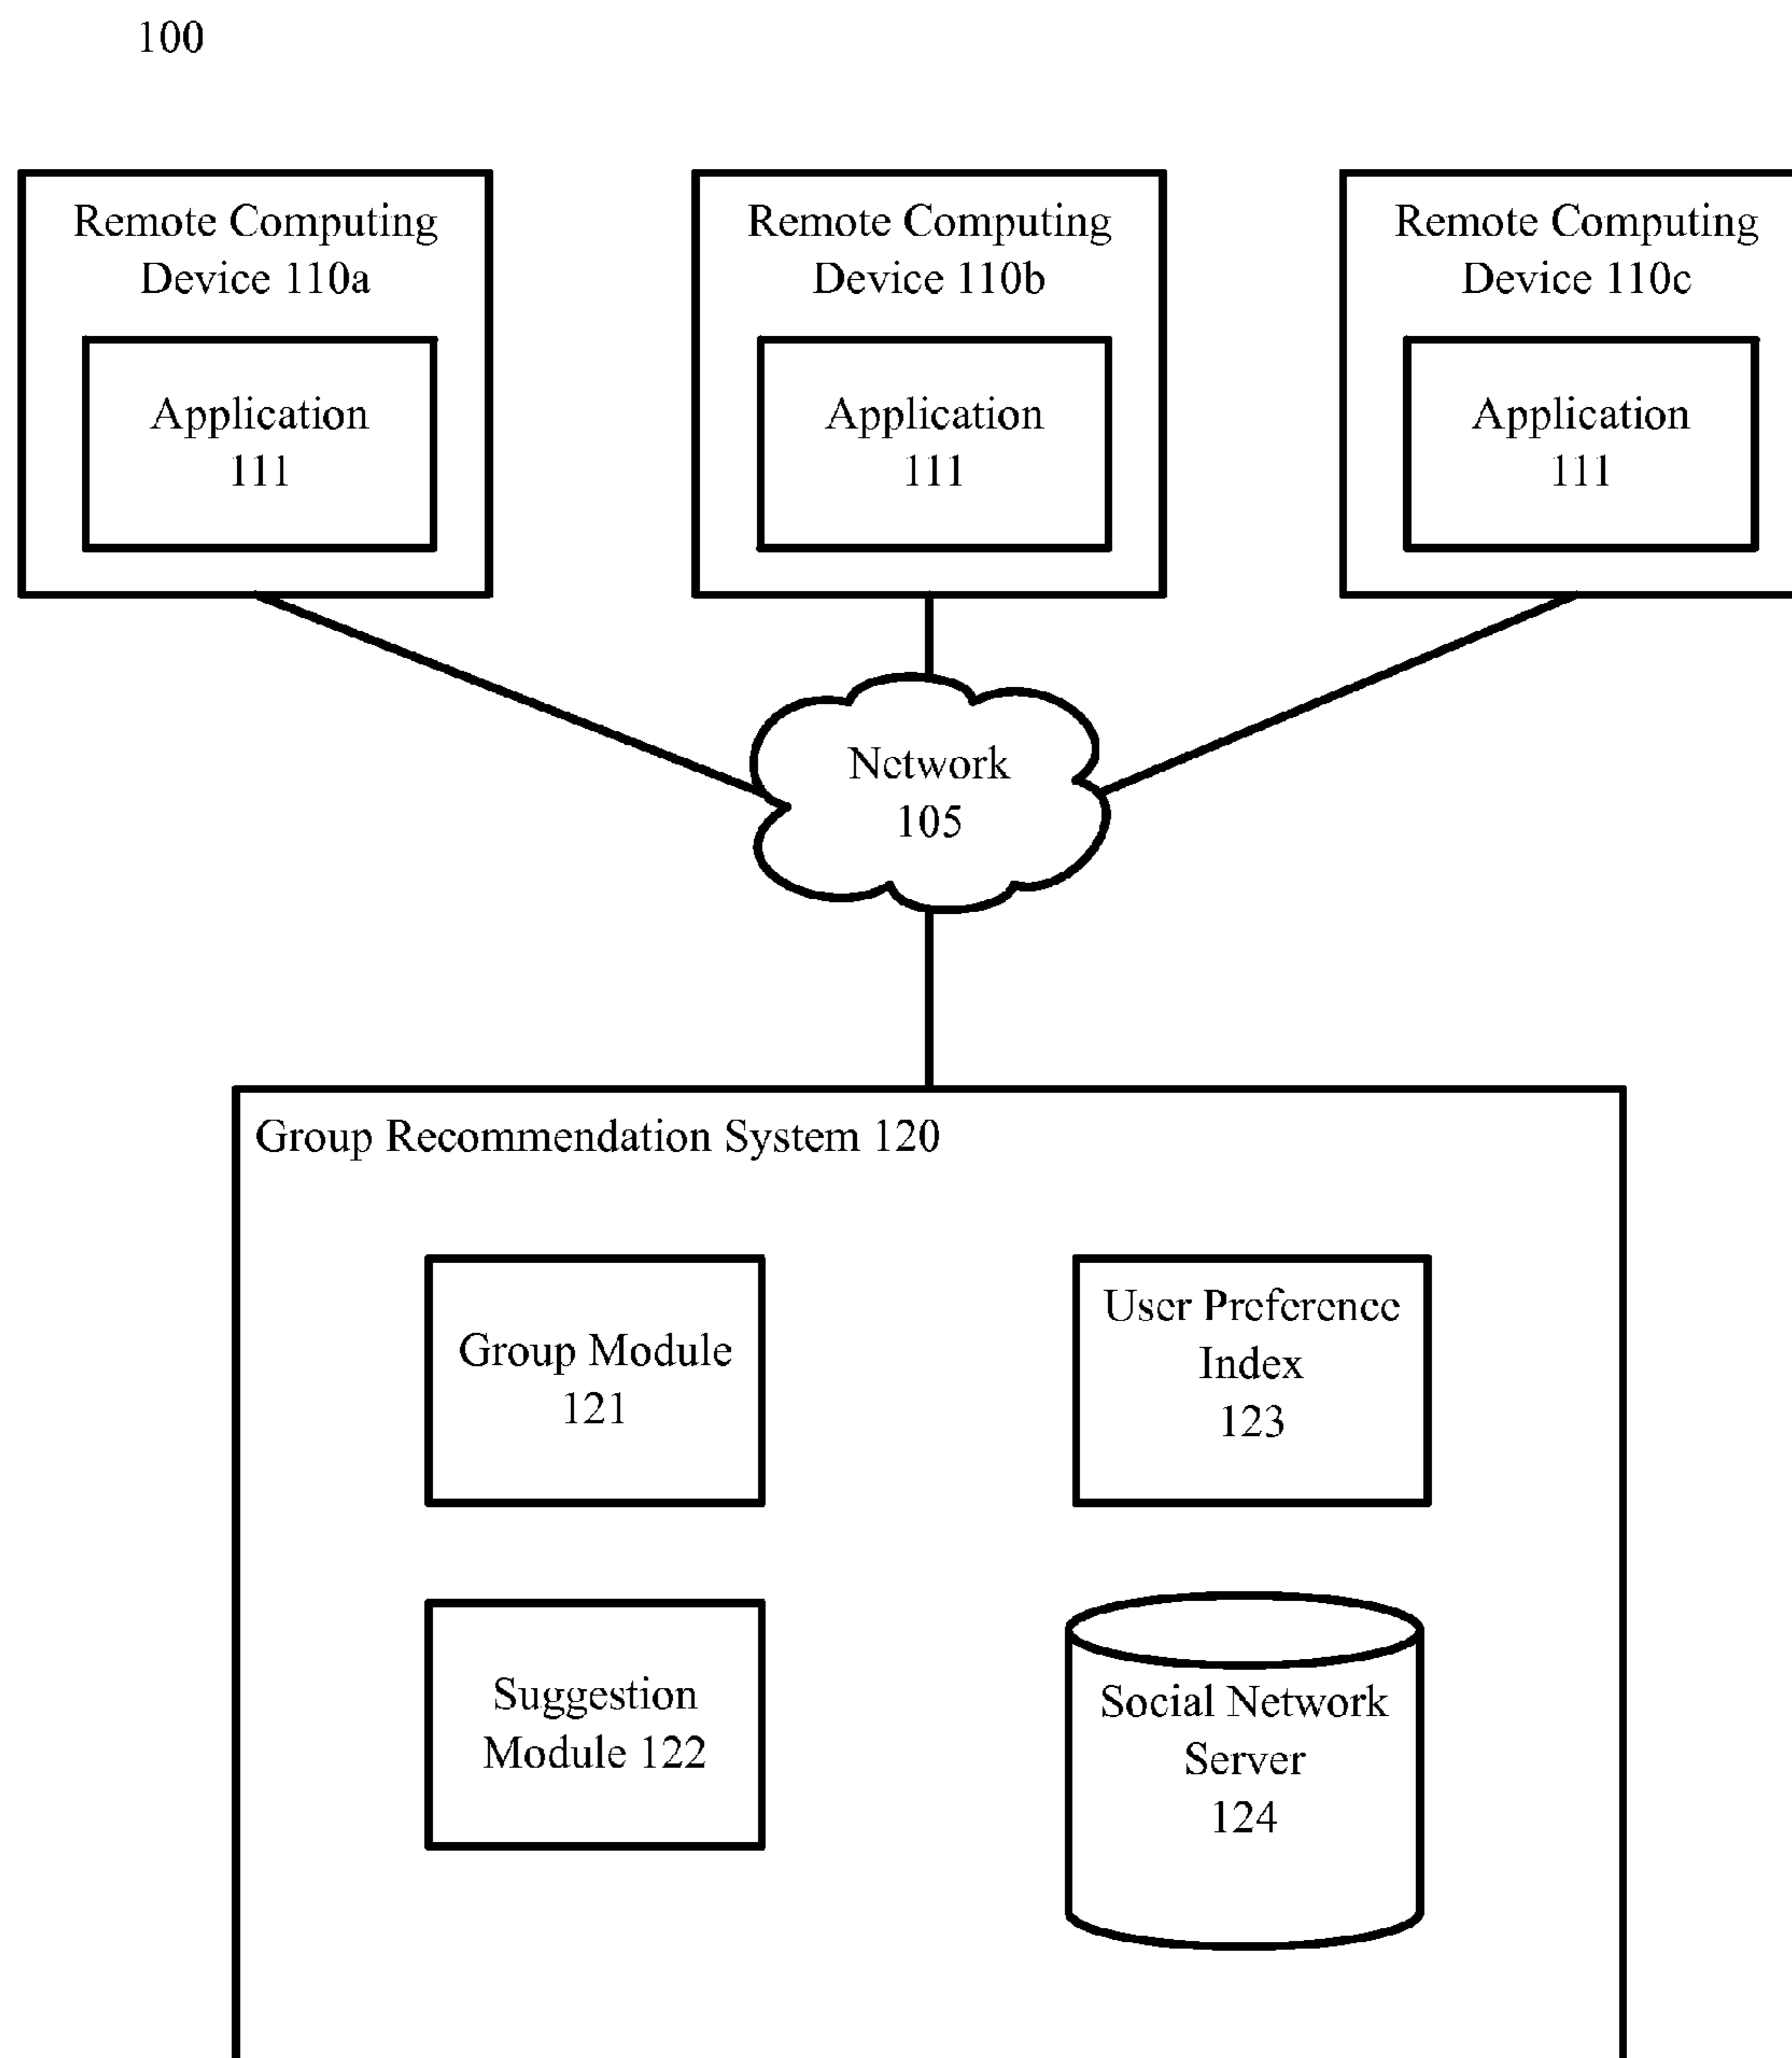 100
Remote Computing
Device 110a
Application
111
Remote Computing
Device 110b
Application
111
Remote Computing
Device 110c
Application
111
Network
105
Group Recommendation System 120
Group Module
121
User Preference
Index
123
Suggestion
Module 122
Social Network
Server
124